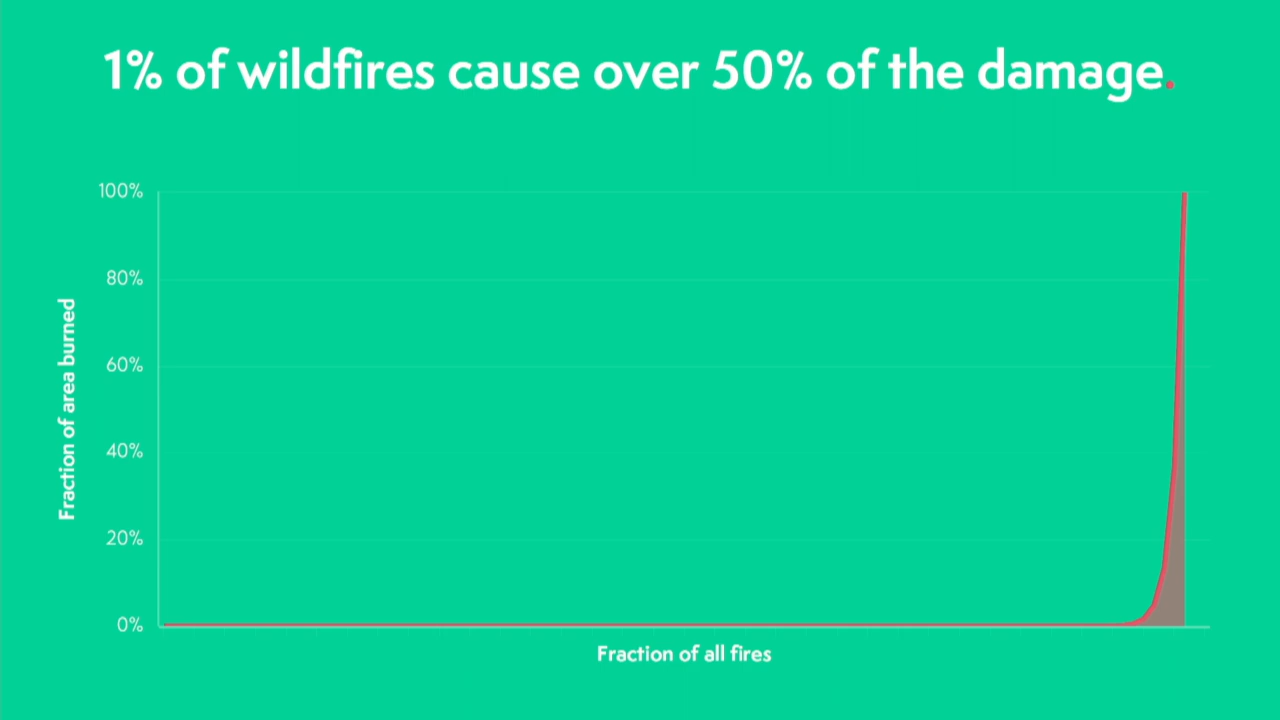 1% of wildfires cause over 50% of the damage.
100%
80%
60%
40%
20%
0%
Fraction of area burned
Fraction of all fires